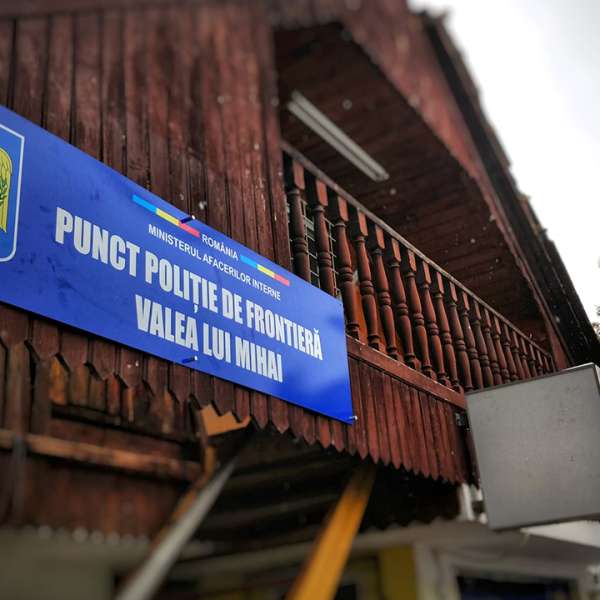 ROMÂNIA
MINISTERUL AFACERILOR INTERNE
PUNCT POLIȚIE DE FRONTIERĂ
VALEA LUI MIHAI